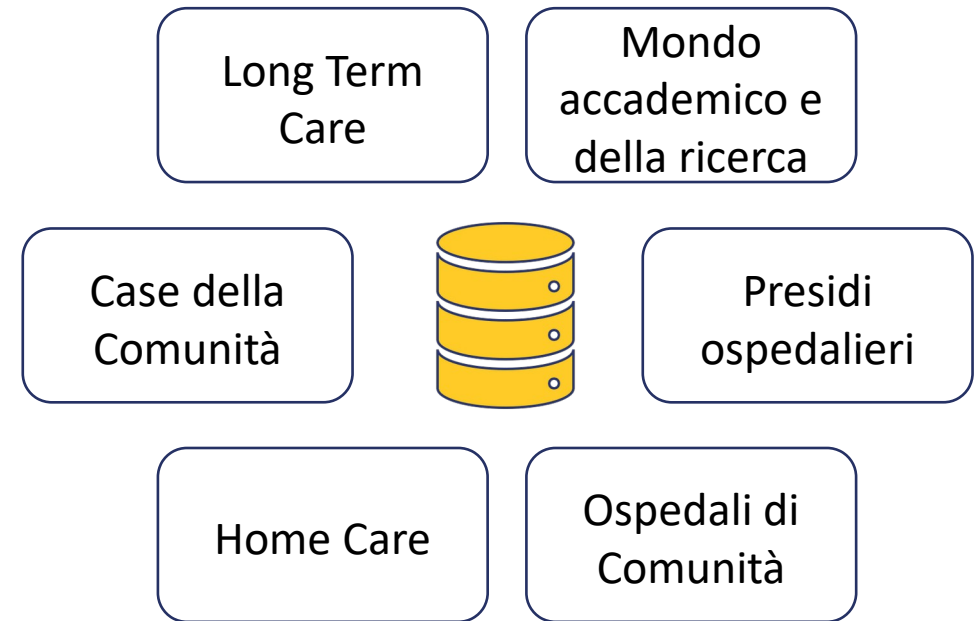 Long Term
Care
Mondo
accademico e
della ricerca
Case della
Comunità
Presidi
ospedalieri
Home Care
Ospedali di
Comunità